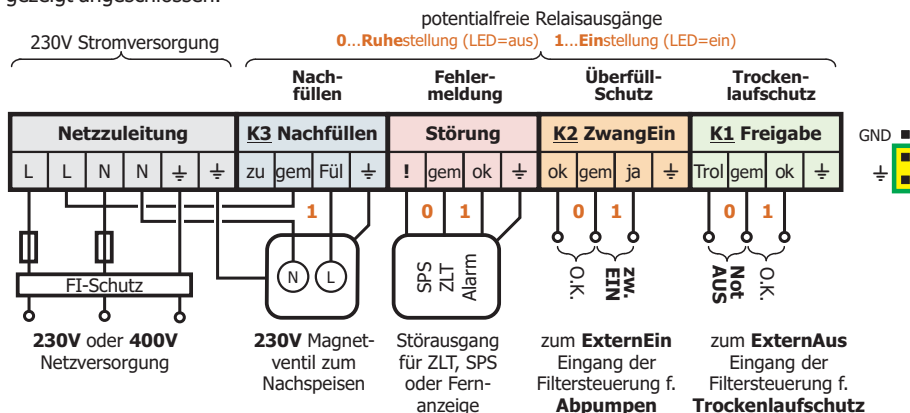 gezeigt angeschlossen.
potentialfreie Relaisausgänge
230V Stromversorgung
0...Ruhestellung (LED=aus) 1...Einstellung (LED=ein)
Nach-
füllen
Fehler-
meldung
Überfüll-
Schutz
Trocken-
laufschutz
Netzzuleitung K3 Nachfüllen Störung K2 ZwangEin K1 Freigabe
GND
L L N N ⏚ ⏚ zu gem Fül ⏚ ! gem ok ⏚ ok gem ja ⏚ Trol gem ok ⏚
⏚
1 0 1 0 1 0 1
N L
SPS
ZLT
Alarm
O.K.
zw.
EIN
Not
AUS
O.K.
FI-Schutz
230V oder 400V
Netzversorgung
230V Magnet-
ventil zum
Nachspeisen
Störausgang
für ZLT, SPS
oder Fern-
anzeige
zum ExternEin
Eingang der
Filtersteuerung f.
Abpumpen
zum ExternAus
Eingang der
Filtersteuerung f.
Trockenlaufschutz